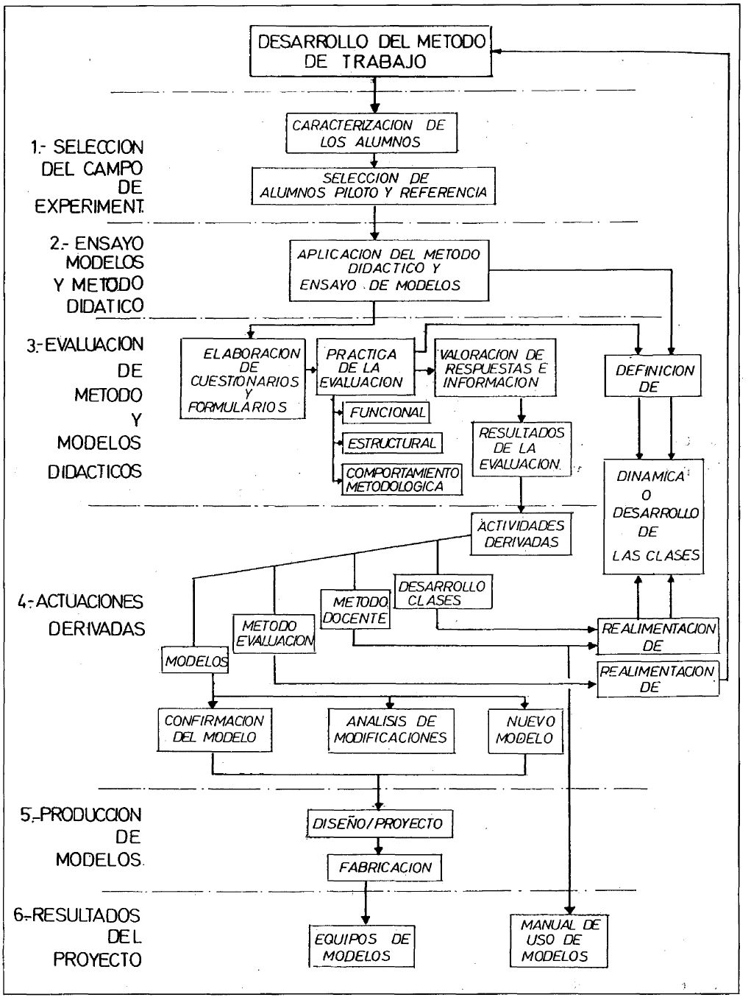 DESARROLLO DEL METODO
DE TRABAJO
1.- SELECCION
DEL CAMPO
DE
EXPERIMENT.
CARACTERIZACION DE
LOS ALUMNOS
SELECCION DE
ALUMNOS PILOTO Y REFERENCIA
2.- ENSAYO
MODELOS
Y METODO
DIDATICO
APLICACION DEL METODO
DIDACTICO Y
ENSAYO DE MODELOS
3.- EVALUACION
DE
METODO
Y
MODELOS
DIDACTICOS
ELABORACION
DE
CUESTIONARIOS
Y
FORMULARIOS
PRACTICA
DE LA
EVALUACION
VALORACION DE
RESPUESTAS E
INFORMACION
DEFINICION
DE
FUNCIONAL
ESTRUCTURAL
COMPORTAMIENTO
METODOLOGICA
RESULTADOS
DE LA
EVALUACION
DINAMICA
O
DESARROLLO
DE
LAS CLASES
4.- ACTUACIONES
DERIVADAS
ACTIVIDADES
DERIVADAS
DESARROLLO
CLASES
METODO
DOCENTE
METODO
EVALUACION
MODELOS
REALIMENTACION
DE
REALIMENTACION
DE
CONFIRMACION
DEL MODELO
ANALISIS DE
MODIFICACIONES
NUEVO
MODELO
5.-PRODUCCION
DE
MODELOS.
DISEÑO/PROYECTO
FABRICACION
6.-RESULTADOS
DEL
PROYECTO
EQUIPOS DE
MODELOS
MANUAL DE
USO DE
MODELOS